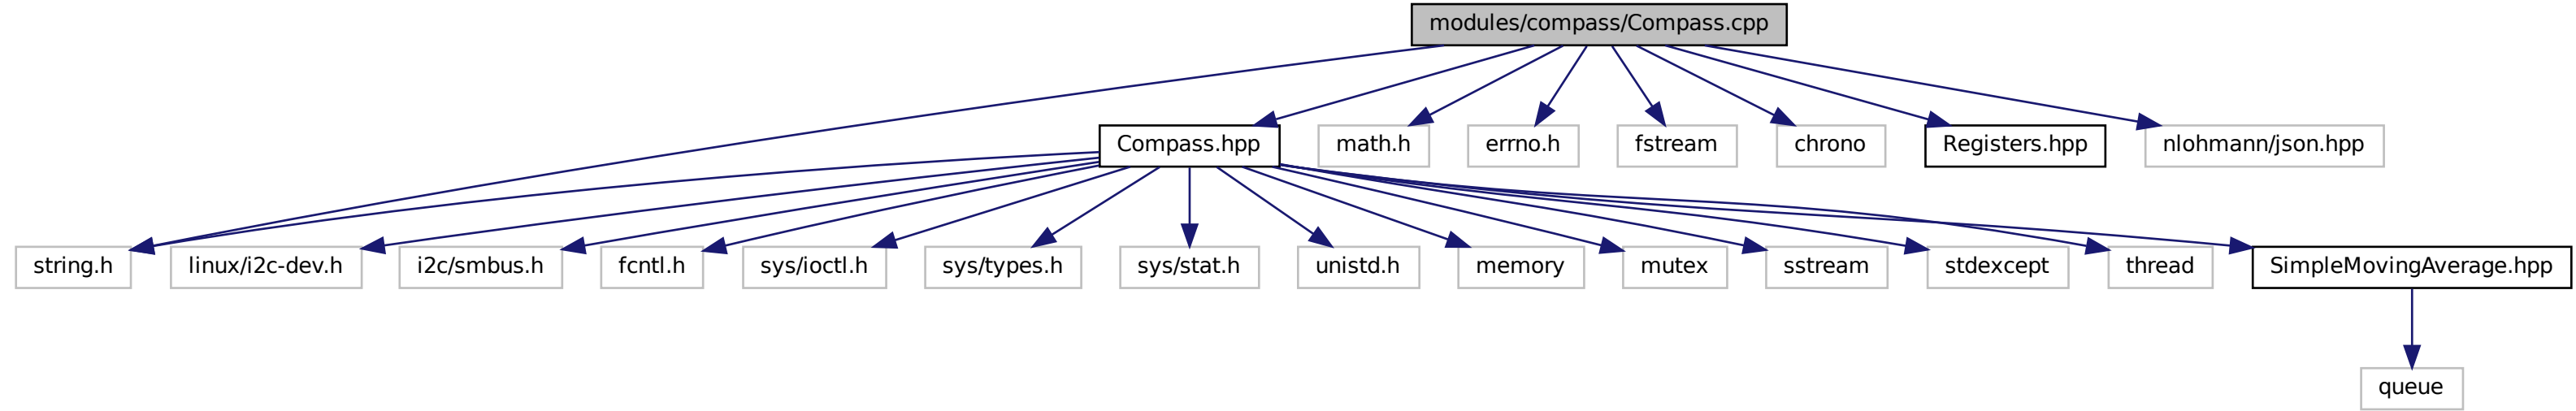 modules/compass/Compass.cpp
Compass.hpp
math.h
errno.h
fstream
chrono
Registers.hpp
nlohmann/json.hpp
string.h
linux/i2c-dev.h
i2c/smbus.h
fcntl.h
sys/ioctl.h
sys/types.h
sys/stat.h
unistd.h
memory
mutex
sstream
stdexcept
thread
SimpleMovingAverage.hpp
queue